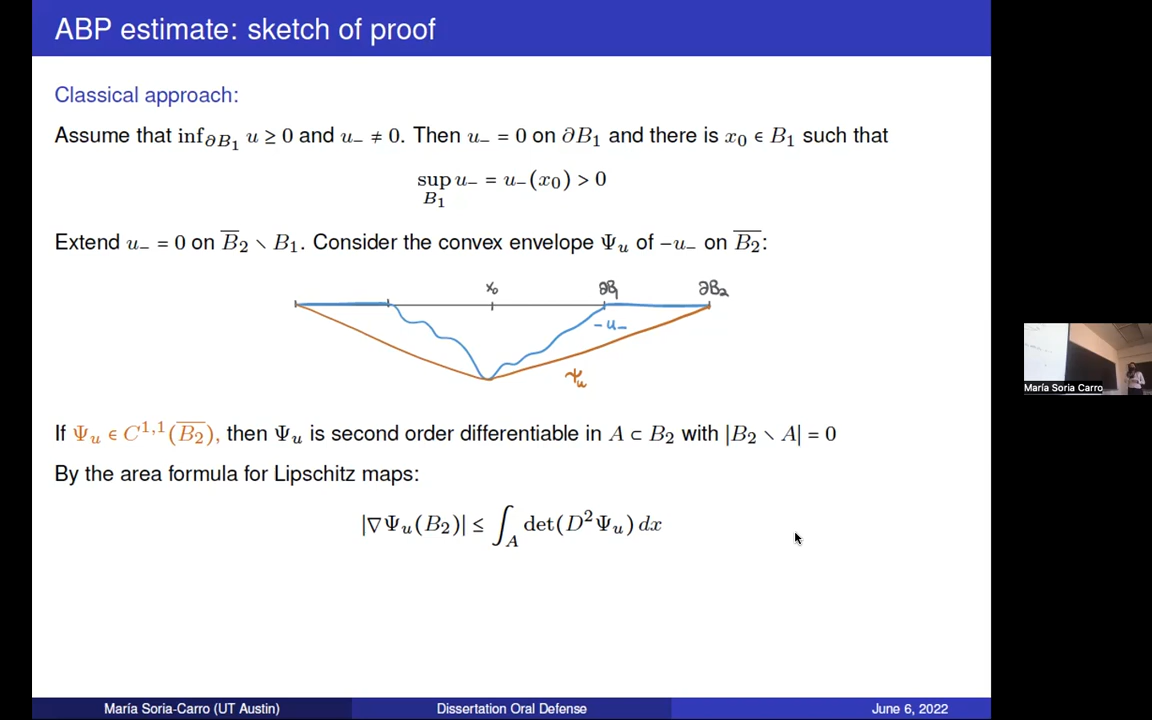 ABP estimate: sketch of proof
Classical approach:
Assume that inf_{∂B₁} u ≥ 0 and u₋ ≠ 0. Then u₋ = 0 on ∂B₁ and there is x₀ ∈ B₁ such that
sup_{B₁} u₋ = u₋(x₀) > 0
Extend u₋ = 0 on B̅₂ ∖ B₁. Consider the convex envelope Ψᵤ of −u₋ on B̅₂:
x₀ ∂B₁ ∂B₂
−u₋
Ψᵤ
If Ψᵤ ∈ C^{1,1}(B̅₂), then Ψᵤ is second order differentiable in A ⊂ B₂ with |B₂ ∖ A| = 0
By the area formula for Lipschitz maps:
|∇Ψᵤ(B₂)| ≤ ∫_A det(D²Ψᵤ) dx
María Soria Carro
María Soria-Carro (UT Austin) Dissertation Oral Defense June 6, 2022